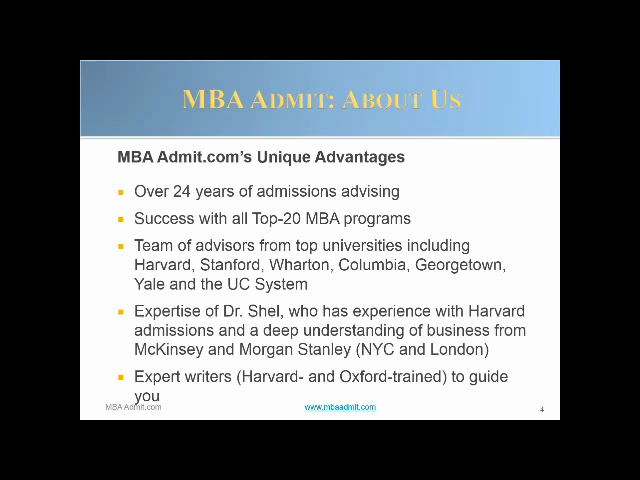 MBA ADMIT: ABOUT US
MBA Admit.com’s Unique Advantages
Over 24 years of admissions advising
Success with all Top-20 MBA programs
Team of advisors from top universities including
Harvard, Stanford, Wharton, Columbia, Georgetown,
Yale and the UC System
Expertise of Dr. Shel, who has experience with Harvard
admissions and a deep understanding of business from
McKinsey and Morgan Stanley (NYC and London)
Expert writers (Harvard- and Oxford-trained) to guide
you
MBA Admit.com
www.mbaadmit.com
4